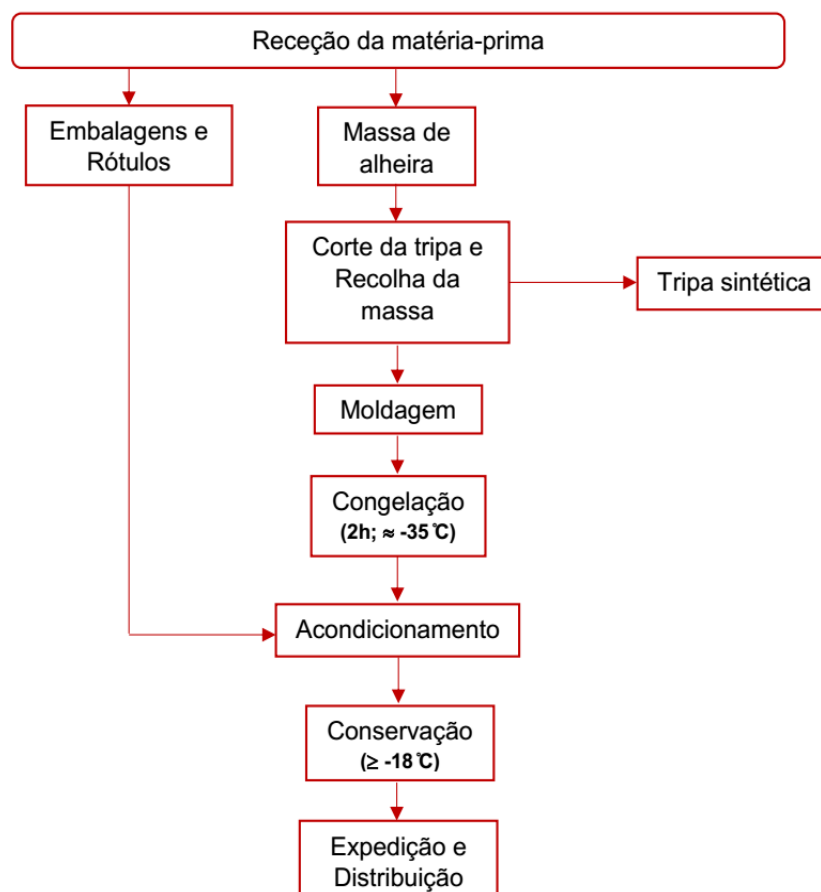 Receção da matéria-prima
Embalagens e
Rótulos
Massa de
alheira
Corte da tripa e
Recolha da
massa
Tripa sintética
Moldagem
Congelação
(2h; ≈ -35 ℃)
Acondicionamento
Conservação
(≥ -18 ℃)
Expedição e
Distribuição